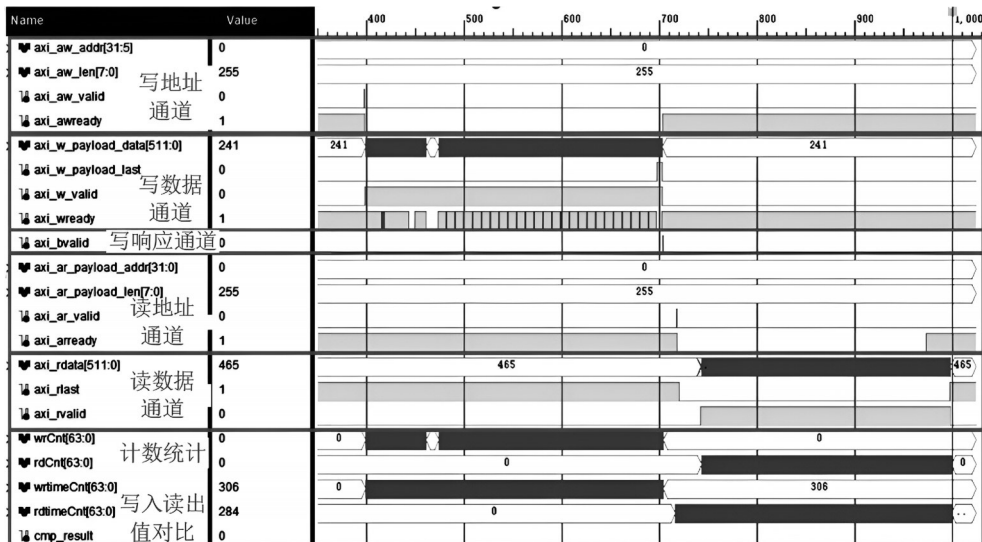 Name Value 400 500 600 700 800 900 1,000
axi_aw_addr[31:5] 0 0
axi_aw_len[7:0] 255 255
写地址
axi_aw_valid 0
通道
axi_awready 1
axi_w_payload_data[511:0] 241 241 241
axi_w_payload_last 0
写数据
axi_w_valid 0
通道
axi_wready 1
axi_bvalid 写响应通道 0
axi_ar_payload_addr[31:0] 0 0
axi_ar_payload_len[7:0] 255 255
读地址
axi_ar_valid 0
通道
axi_arready 1
axi_rdata[511:0] 465 465 465
读数据
axi_rlast 1
通道
axi_rvalid 0
wrCnt[63:0] 0 0 0
计数统计
rdCnt[63:0] 0 0 0
wrtimeCnt[63:0] 306 0 306
写入读出
rdtimeCnt[63:0] 284 0 ..
值对比
cmp_result 0